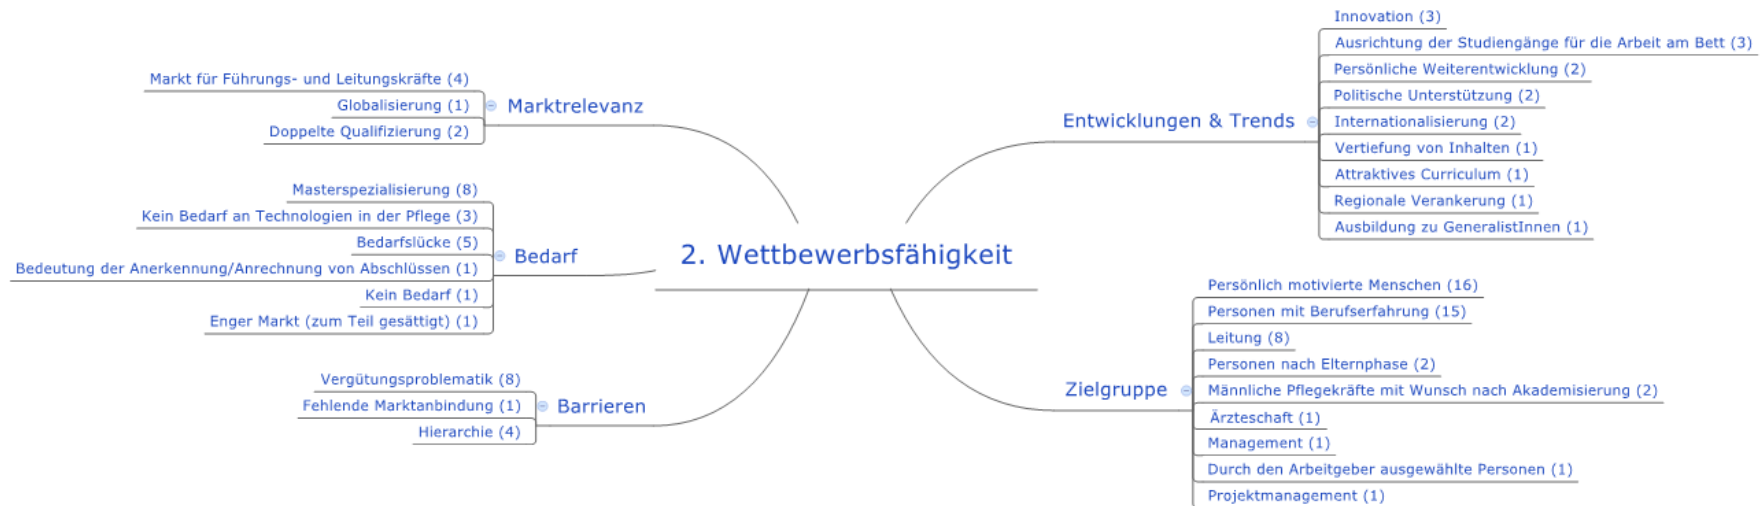 Markt für Führungs- und Leitungskräfte (4)
Globalisierung (1)
Doppelte Qualifizierung (2)
Marktrelevanz
Masterspezialisierung (8)
Kein Bedarf an Technologien in der Pflege (3)
Bedarfslücke (5)
Bedeutung der Anerkennung/Anrechnung von Abschlüssen (1)
Kein Bedarf (1)
Enger Markt (zum Teil gesättigt) (1)
Bedarf
Vergütungsproblematik (8)
Fehlende Marktanbindung (1)
Hierarchie (4)
Barrieren
2. Wettbewerbsfähigkeit
Entwicklungen & Trends
Innovation (3)
Ausrichtung der Studiengänge für die Arbeit am Bett (3)
Persönliche Weiterentwicklung (2)
Politische Unterstützung (2)
Internationalisierung (2)
Vertiefung von Inhalten (1)
Attraktives Curriculum (1)
Regionale Verankerung (1)
Ausbildung zu GeneralistInnen (1)
Zielgruppe
Persönlich motivierte Menschen (16)
Personen mit Berufserfahrung (15)
Leitung (8)
Personen nach Elternphase (2)
Männliche Pflegekräfte mit Wunsch nach Akademisierung (2)
Ärzteschaft (1)
Management (1)
Durch den Arbeitgeber ausgewählte Personen (1)
Projektmanagement (1)